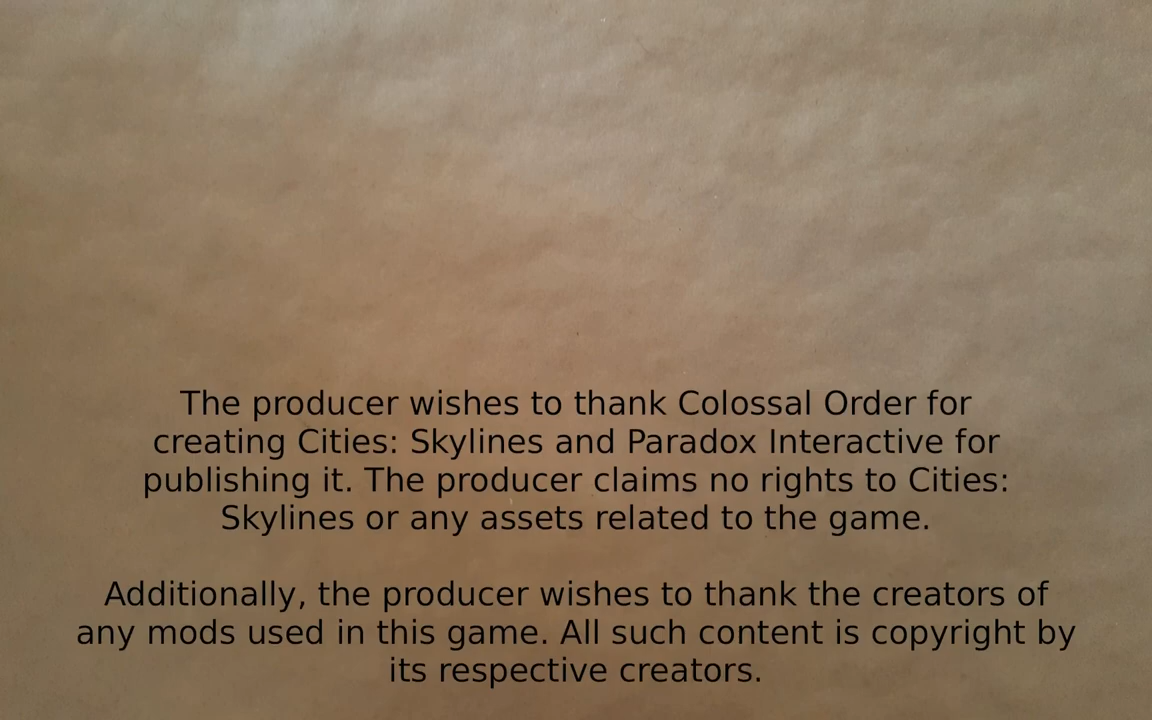 The producer wishes to thank Colossal Order for
creating Cities: Skylines and Paradox Interactive for
publishing it. The producer claims no rights to Cities:
Skylines or any assets related to the game.
Additionally, the producer wishes to thank the creators of
any mods used in this game. All such content is copyright by
its respective creators.